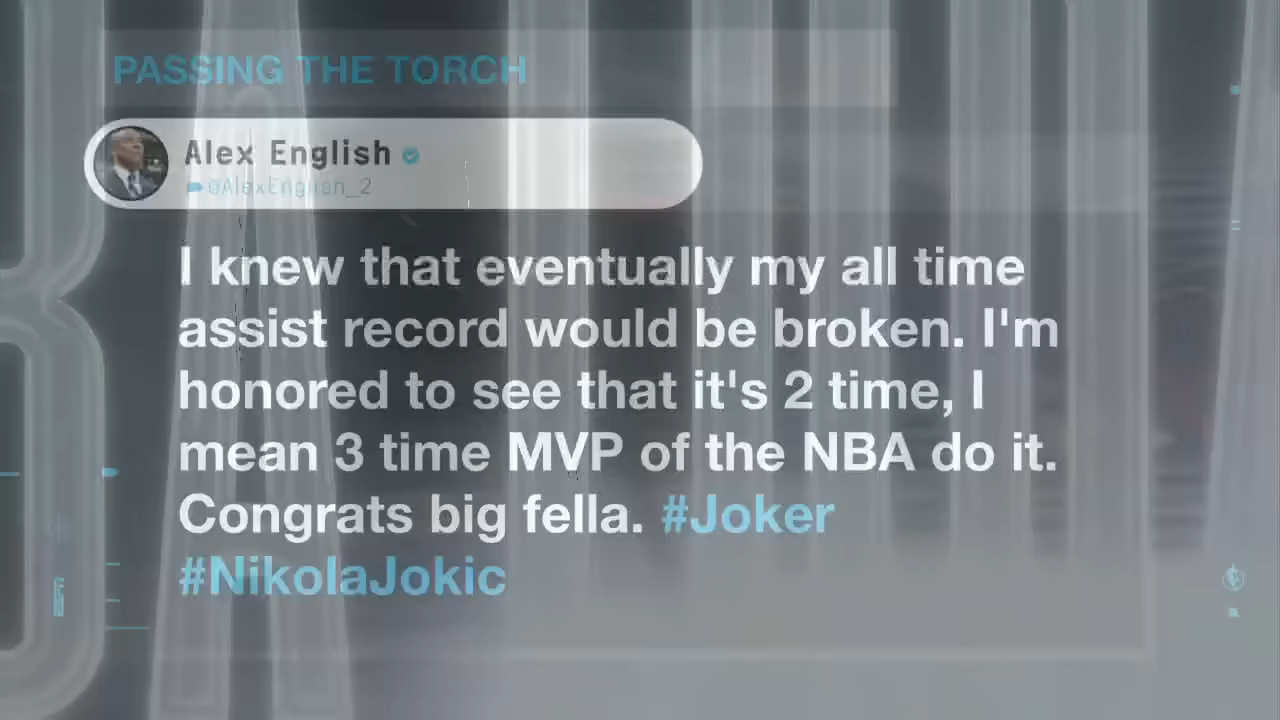 PASSING THE TORCH
Alex English
@AlexEnglish_2
I knew that eventually my all time
assist record would be broken. I'm
honored to see that it's 2 time, I
mean 3 time MVP of the NBA do it.
Congrats big fella. #Joker
#NikolaJokic